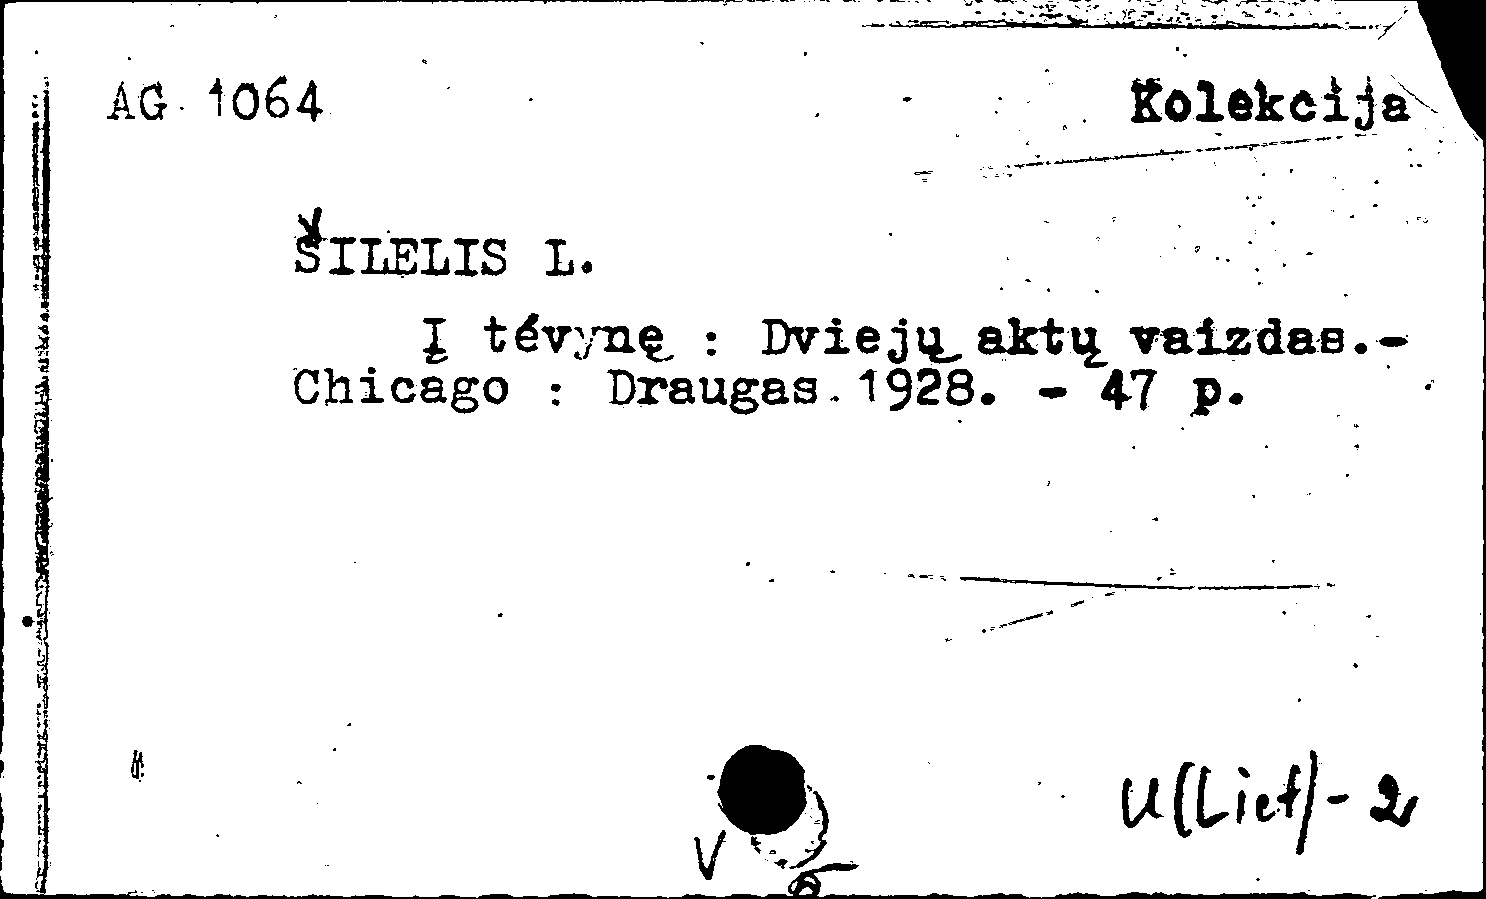 AG 1064 Kolekcija
ŠILELIS L.
Į tėvynę : Dviejų aktų vaizdas.-
Chicago : Draugas. 1928. - 47 p.
U(Liet)-2
V